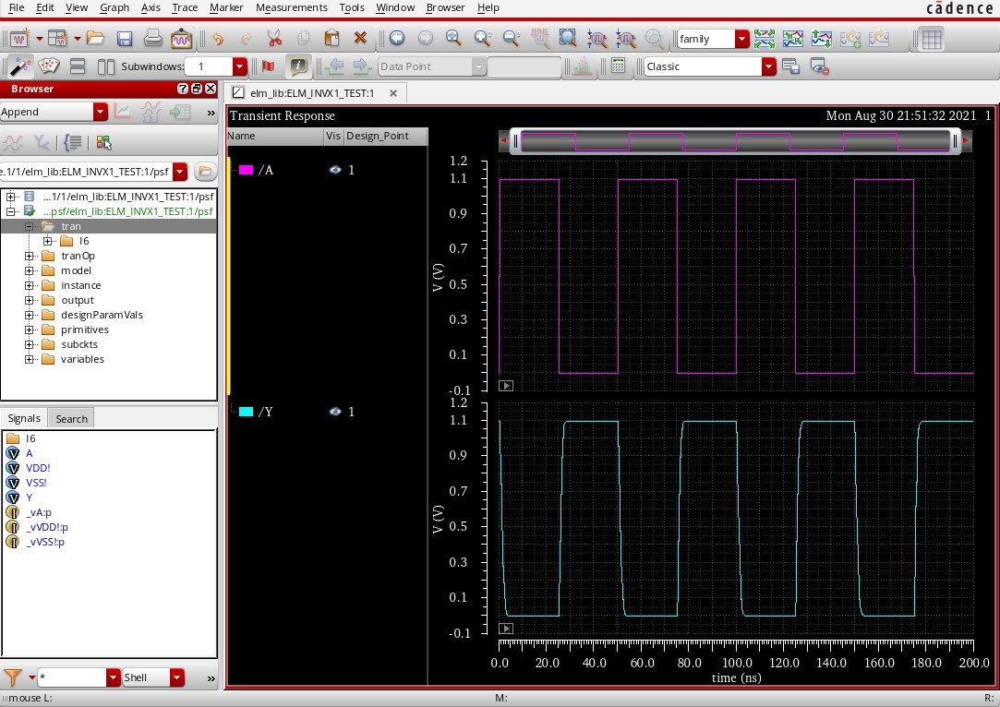 File Edit View Graph Axis Trace Marker Measurements Tools Window Browser Help
cādence
family
Subwindows: 1
Data Point
Classic
Browser
elm_lib:ELM_INVX1_TEST:1
Append
»
e.1/1/elm_lib:ELM_INVX1_TEST:1/psf
...1/1/elm_lib:ELM_INVX1_TEST:1/psf
...psf/elm_lib:ELM_INVX1_TEST:1/psf
tran
I6
tranOp
model
instance
output
designParamVals
primitives
subckts
variables
Signals Search
I6
A
VDD!
VSS!
Y
_vA:p
_vVDD!:p
_vVSS!:p
* Shell »
Transient Response
Mon Aug 30 21:51:32 2021 1
Name Vis Design_Point
/A 1
/Y 1
1.2
1.1
0.9
0.7
0.5
0.3
0.1
-0.1
V (V)
1.2
1.1
0.9
0.7
0.5
0.3
0.1
-0.1
V (V)
0.0 20.0 40.0 60.0 80.0 100.0 120.0 140.0 160.0 180.0 200.0
time (ns)
mouse L: M: R: